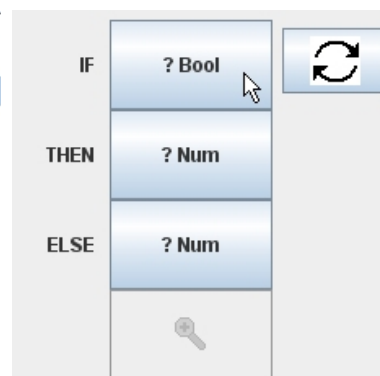 IF ? Bool
THEN ? Num
ELSE ? Num